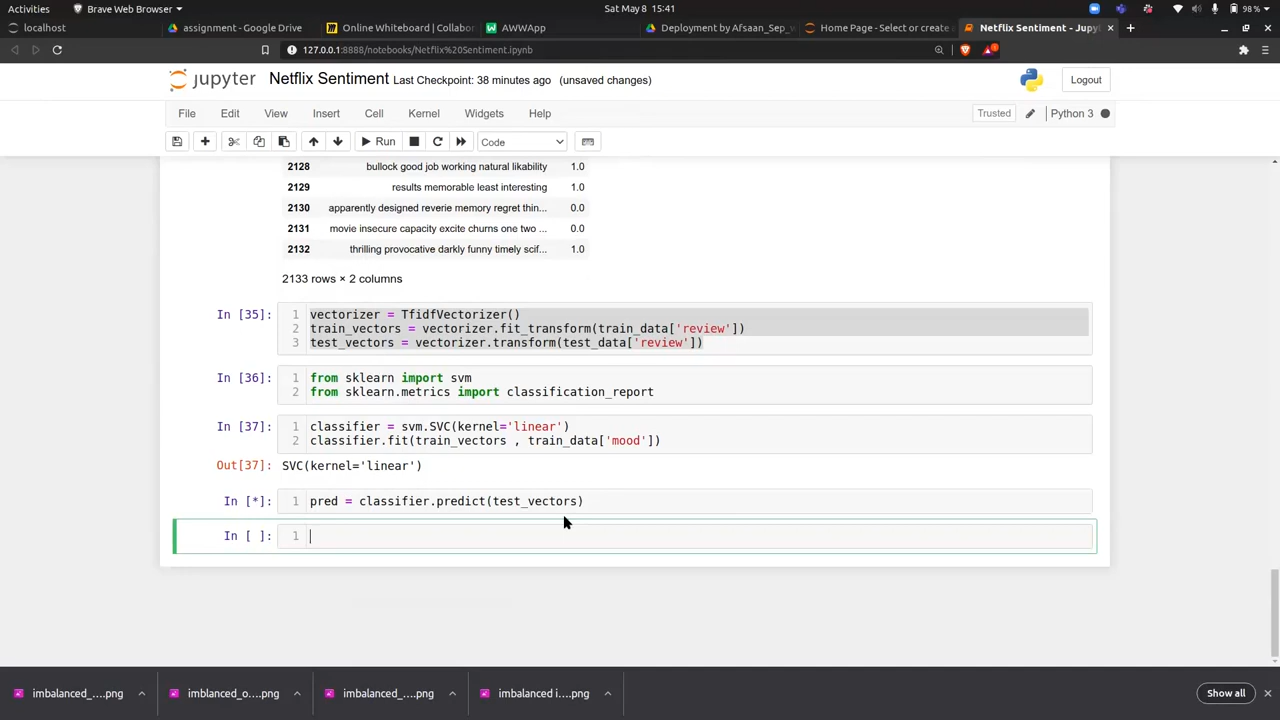 Activities
Brave Web Browser
Sat May 8 15:41
98 %
localhost
assignment - Google Drive
Online Whiteboard | Collabor
AWWApp
Deployment by Afsaan_Sep_w
Home Page - Select or create
Netflix Sentiment - Jupyt
127.0.0.1:8888/notebooks/Netflix%20Sentiment.ipynb
jupyter
Netflix Sentiment Last Checkpoint: 38 minutes ago (unsaved changes)
Logout
File Edit View Insert Cell Kernel Widgets Help
Trusted
Python 3
Run
Code
2128 bullock good job working natural likability 1.0
2129 results memorable least interesting 1.0
2130 apparently designed reverie memory regret thin... 0.0
2131 movie insecure capacity excite churns one two ... 0.0
2132 thrilling provocative darkly funny timely scif... 1.0
2133 rows × 2 columns
In [35]:
1 vectorizer = TfidfVectorizer()
2 train_vectors = vectorizer.fit_transform(train_data['review'])
3 test_vectors = vectorizer.transform(test_data['review'])
In [36]:
1 from sklearn import svm
2 from sklearn.metrics import classification_report
In [37]:
1 classifier = svm.SVC(kernel='linear')
2 classifier.fit(train_vectors , train_data['mood'])
Out[37]: SVC(kernel='linear')
In [*]: 1 pred = classifier.predict(test_vectors)
In [ ]: 1
imbalanced_....png
imblanced_o....png
imbalanced_....png
imbalanced i....png
Show all